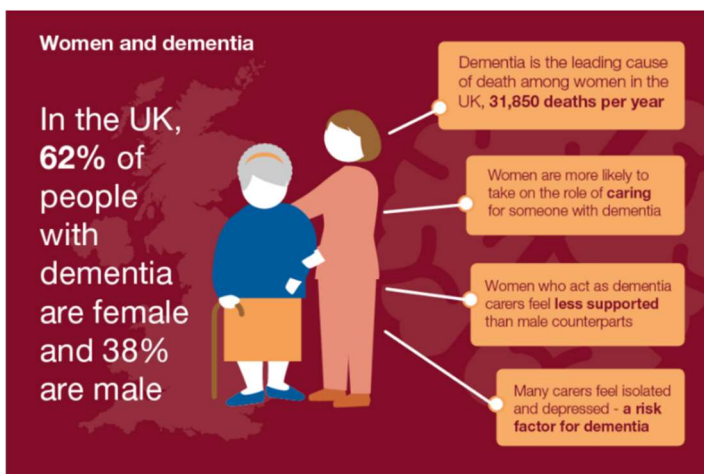 Women and dementia
In the UK,
62% of
people
with
dementia
are female
and 38%
are male
Dementia is the leading cause
of death among women in the
UK, 31,850 deaths per year
Women are more likely to
take on the role of caring
for someone with dementia
Women who act as dementia
carers feel less supported
than male counterparts
Many carers feel isolated
and depressed - a risk
factor for dementia